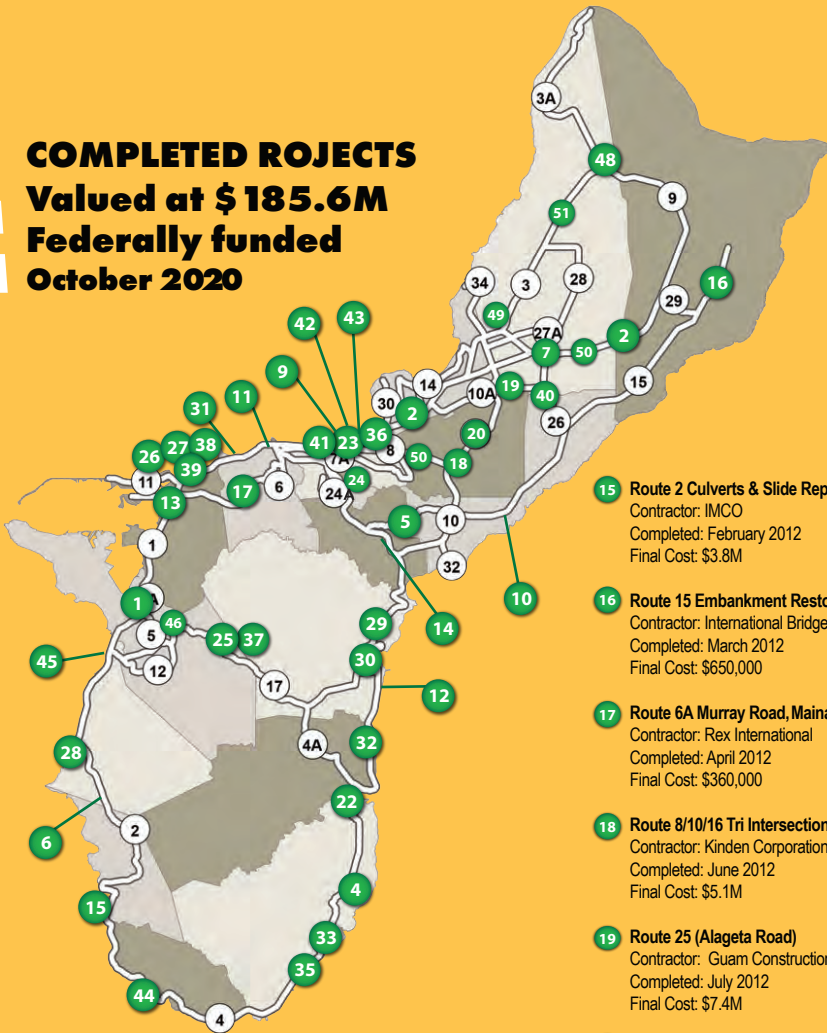 COMPLETED ROJECTS
Valued at $185.6M
Federally funded
October 2020
3A
48
9
51
34
3
28
29
16
49
27A
2
7
50
42
43
9
11
31
14
30
2
10A
19
40
15
26
20
41
23
36
8
7A
50
18
26
27
38
39
11
13
17
6
24
24A
5
10
32
1
14
10
1
A
46
5
25
37
29
45
12
30
17
12
28
4A
32
22
6
2
15
4
33
35
44
4
15 Route 2 Culverts & Slide Rep
Contractor: IMCO
Completed: February 2012
Final Cost: $3.8M
16 Route 15 Embankment Resto
Contractor: International Bridge
Completed: March 2012
Final Cost: $650,000
17 Route 6A Murray Road, Maina
Contractor: Rex International
Completed: April 2012
Final Cost: $360,000
18 Route 8/10/16 Tri Intersection
Contractor: Kinden Corporation
Completed: June 2012
Final Cost: $5.1M
19 Route 25 (Alageta Road)
Contractor: Guam Construction
Completed: July 2012
Final Cost: $7.4M